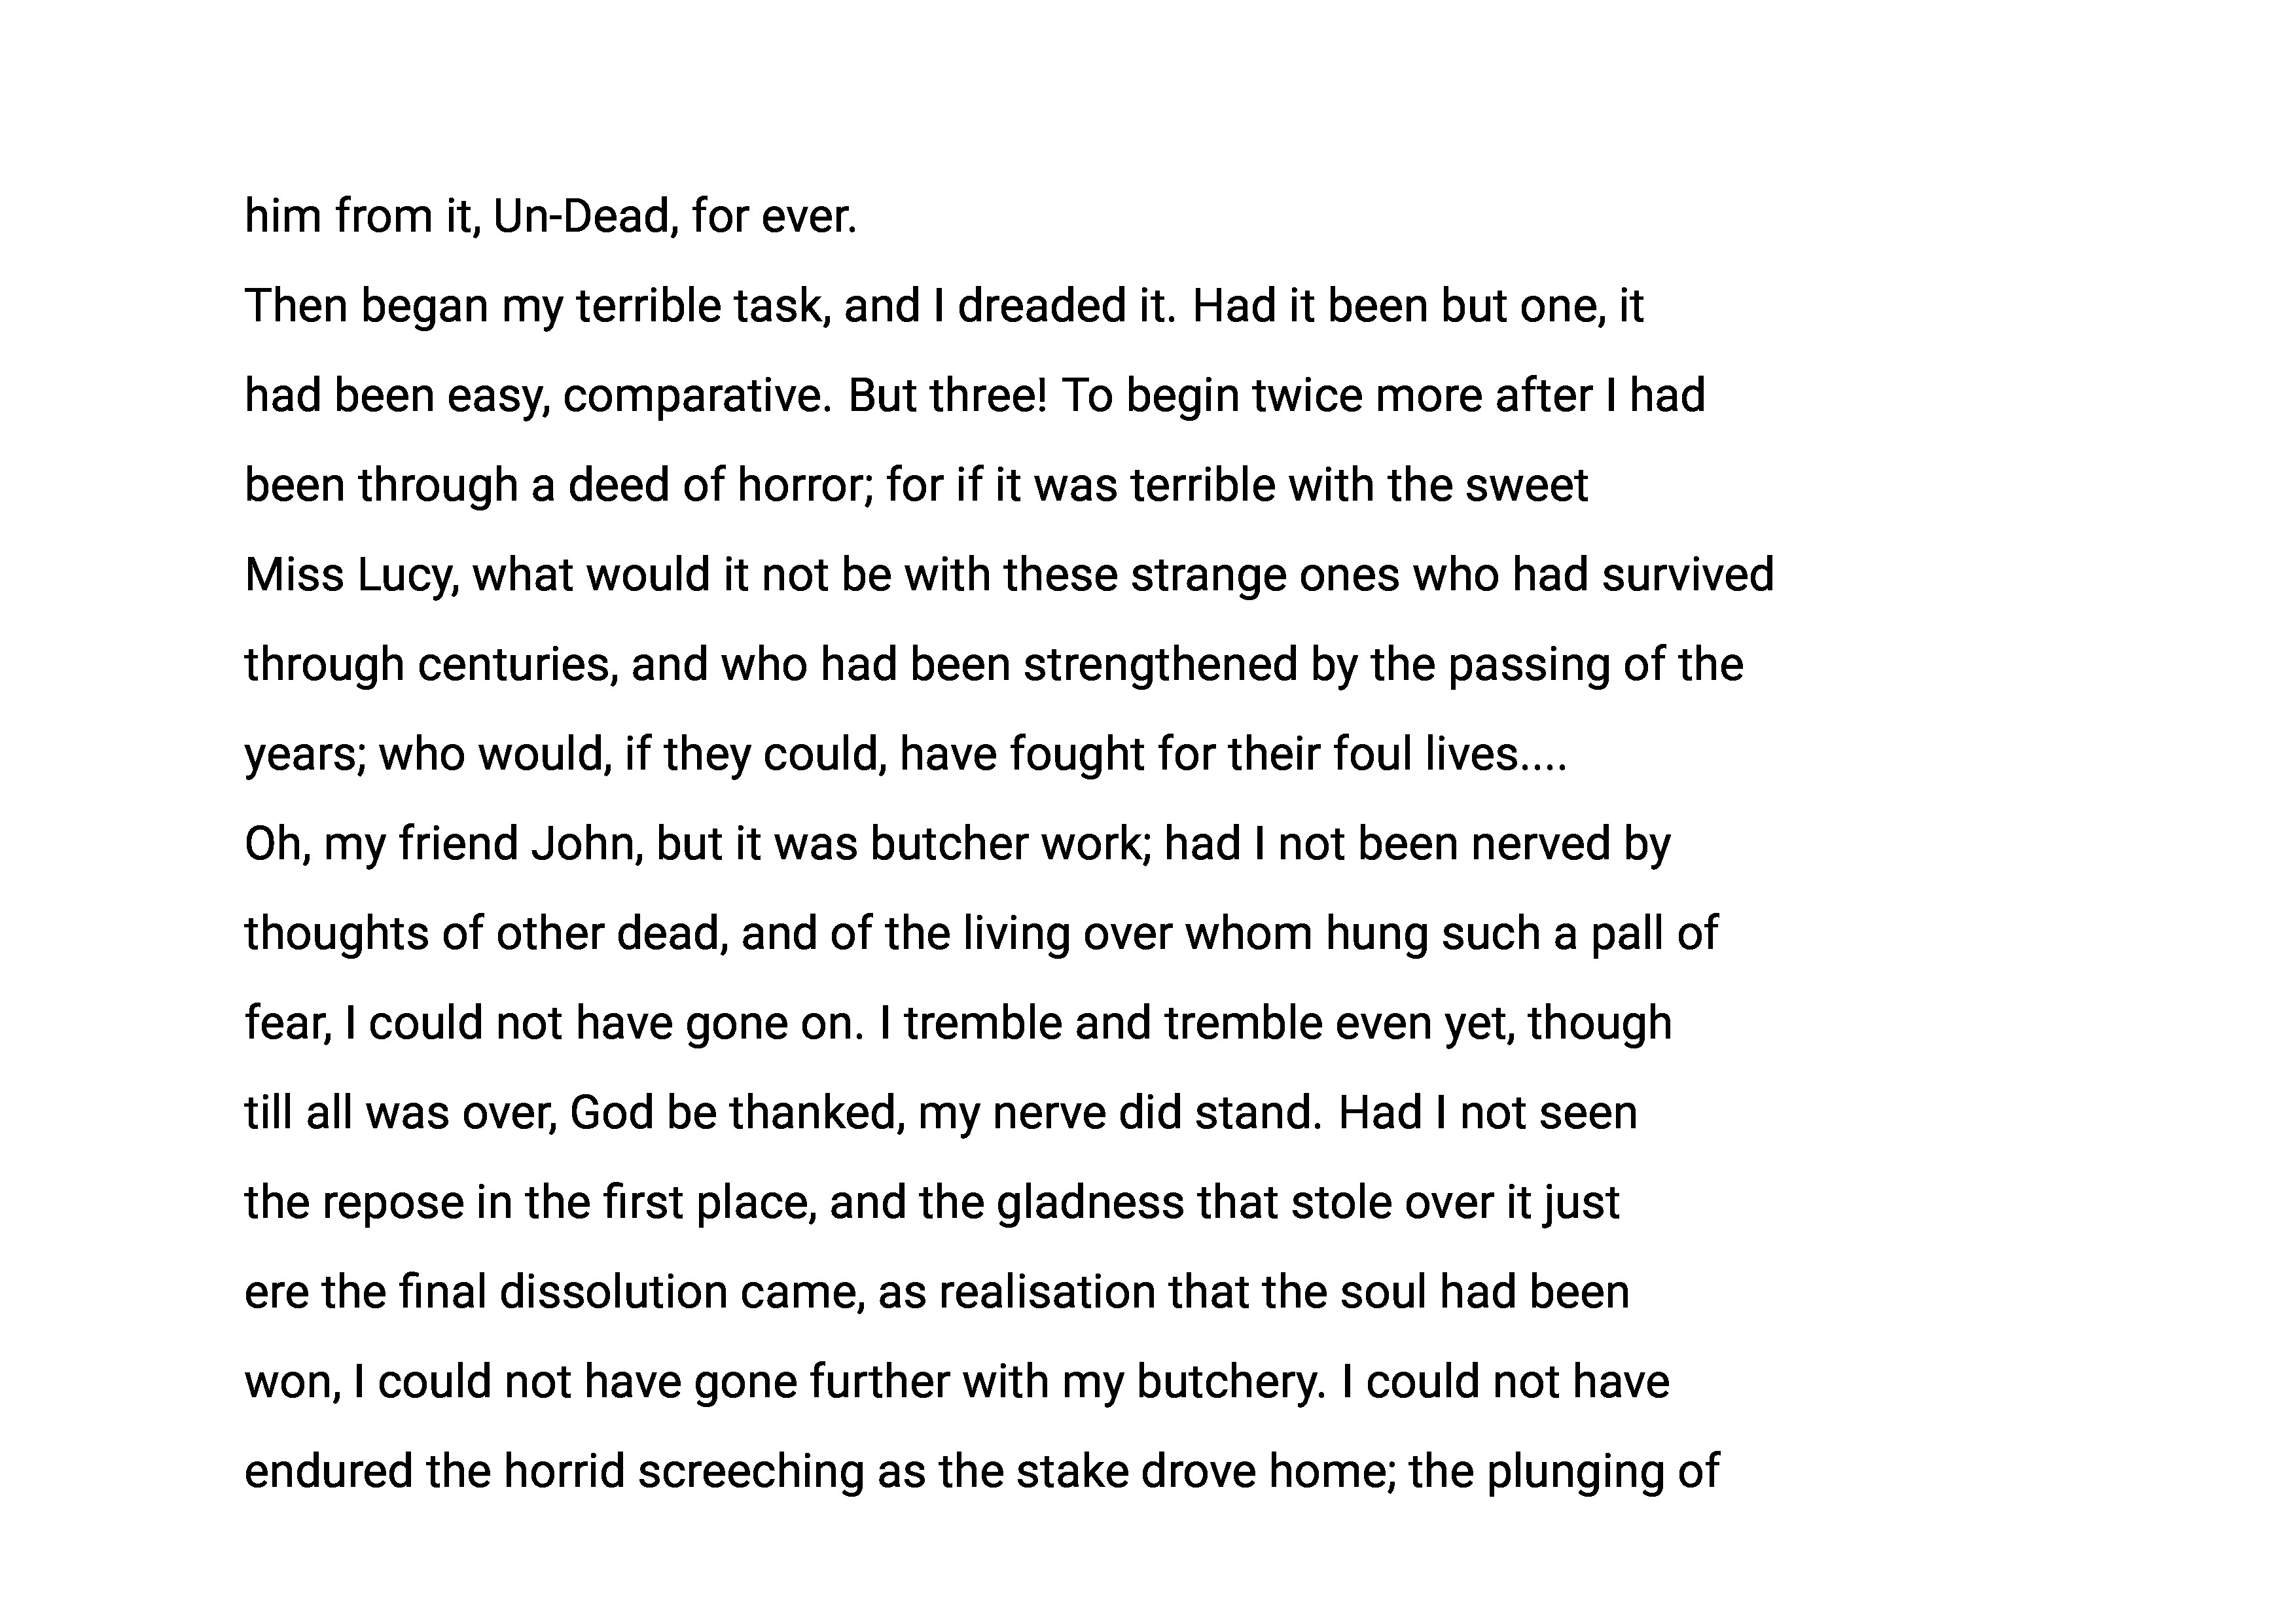 him from it, Un-Dead, for ever.
Then began my terrible task, and I dreaded it. Had it been but one, it
had been easy, comparative. But three! To begin twice more after I had
been through a deed of horror; for if it was terrible with the sweet
Miss Lucy, what would it not be with these strange ones who had survived
through centuries, and who had been strengthened by the passing of the
years; who would, if they could, have fought for their foul lives....
Oh, my friend John, but it was butcher work; had I not been nerved by
thoughts of other dead, and of the living over whom hung such a pall of
fear, I could not have gone on. I tremble and tremble even yet, though
till all was over, God be thanked, my nerve did stand. Had I not seen
the repose in the first place, and the gladness that stole over it just
ere the final dissolution came, as realisation that the soul had been
won, I could not have gone further with my butchery. I could not have
endured the horrid screeching as the stake drove home; the plunging of